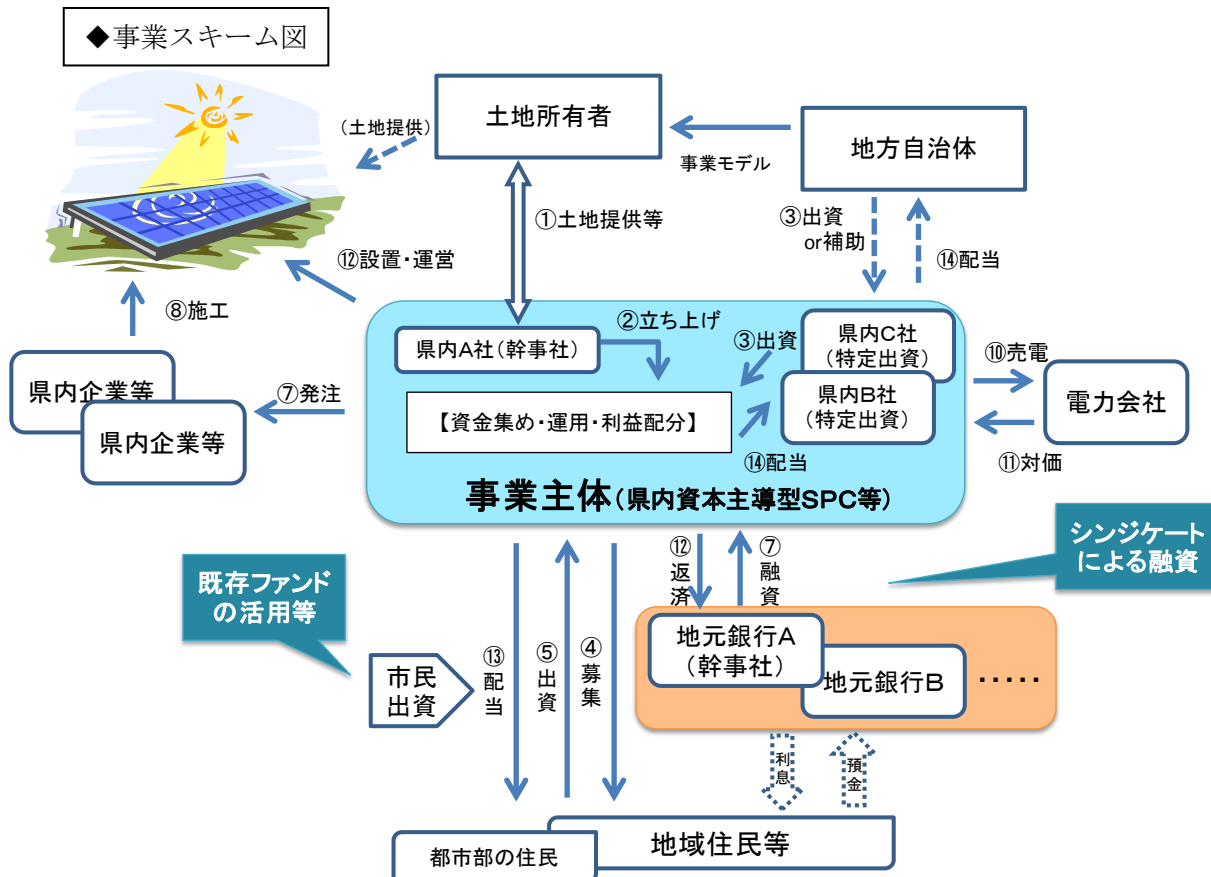 ◆事業スキーム図
土地所有者
(土地提供)
事業モデル
地方自治体
①土地提供等
③出資
or補助
⑭配当
⑫設置・運営
⑧施工
県内A社(幹事社)
②立ち上げ
③出資
県内C社
(特定出資)
県内B社
(特定出資)
⑩売電
⑪対価
電力会社
県内企業等
県内企業等
⑦発注
【資金集め・運用・利益配分】
⑭配当
事業主体(県内資本主導型SPC等)
シンジケート
による融資
既存ファンド
の活用等
⑫返済
⑦融資
地元銀行A
(幹事社)
地元銀行B
・・・・・
市民
出資
⑬配当
⑤出資
④募集
利息
預金
地域住民等
都市部の住民